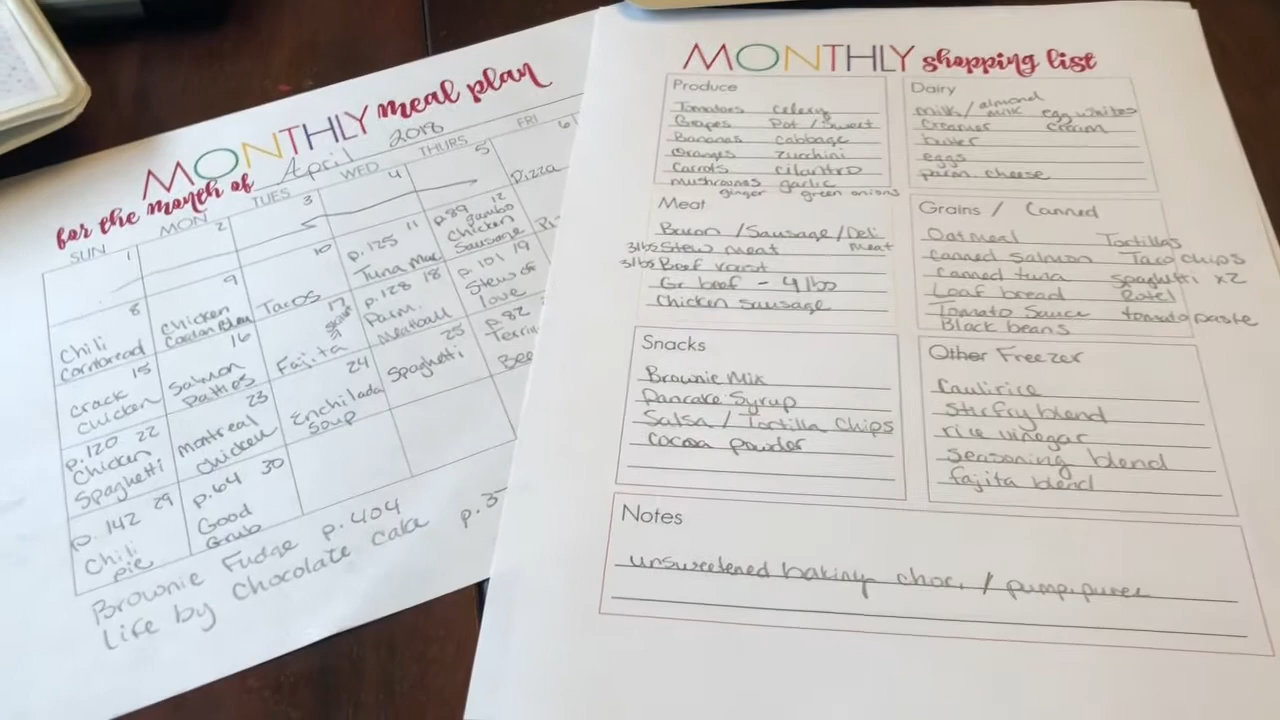 MONTHLY meal plan
for the month of April 2018
SUN MON TUES WED THURS FRI
1 2 3 4 5 6
Pizza
8 9 10 11 12
Chili Cornbread
Chicken Cordon Bleu
Tacos
p.125 Tuna Mac
p.89 Gumbo Chicken Sausage
15 16 17 18 19
Crack Chicken
Salmon Patties
Fajita
p.128 Parm. Meatball
p.101 Stew of love
p.120 22 23 24 25
Chicken Spaghetti
montreal chicken
Enchilada Soup
Spaghetti
p.82
p.142 29 30
Chili pie
p.64 Good Grub
Brownie Fudge p.404
Life by Chocolate cake p.3
MONTHLY shopping list
Produce
Tomatoes celery
Grapes Pot / Sweet
Bananas cabbage
Oranges zucchini
Carrots cilantro
mushrooms garlic
ginger green onions
Dairy
milk / almond milk egg whites
Creamer cream
butter
eggs
parm cheese
Meat
Bacon / Sausage / Deli meat
3lbs Stew meat
3lbs Beef roast
Gr beef - 4 lbs
Chicken sausage
Grains / Canned
Oatmeal Tortillas
canned Salmon Taco chips
Canned tuna spaghetti x2
Loaf bread Rotel
Tomato Sauce tomato paste
Black beans
Snacks
Brownie Mix
Pancake Syrup
Salsa / Tortilla Chips
cocoa powder
Other Freezer
Caulirice
stirfry blend
rice vinegar
seasoning blend
fajita blend
Notes
unsweetened baking choc. / pump.puree